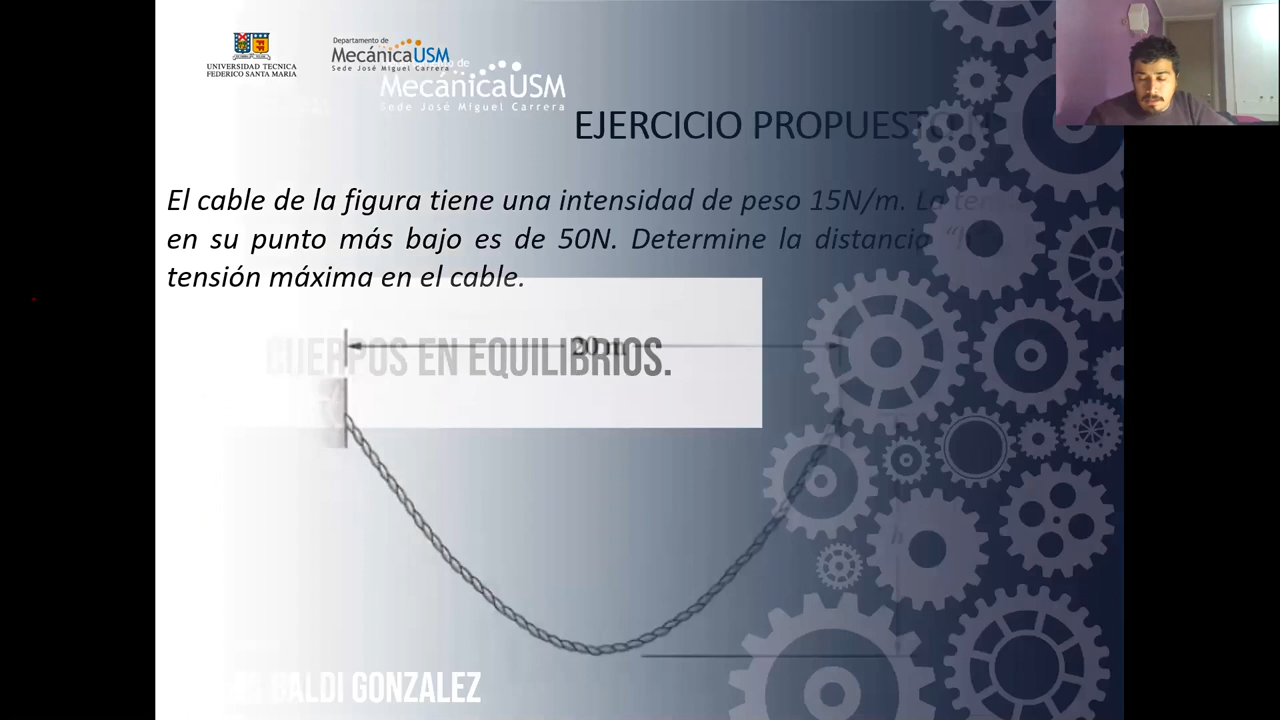 UNIVERSIDAD TECNICA
FEDERICO SANTA MARIA
Departamento de
MecánicaUSM
Sede José Miguel Carrera
de
MecánicaUSM
Sede José Miguel Carrera
EJERCICIO PROPUESTO
El cable de la figura tiene una intensidad de peso 15N/m. La
en su punto más bajo es de 50N. Determine la distancia "h"
tensión máxima en el cable.
20 m
CUERPOS EN EQUILIBRIOS.
h
BALDI GONZALEZ